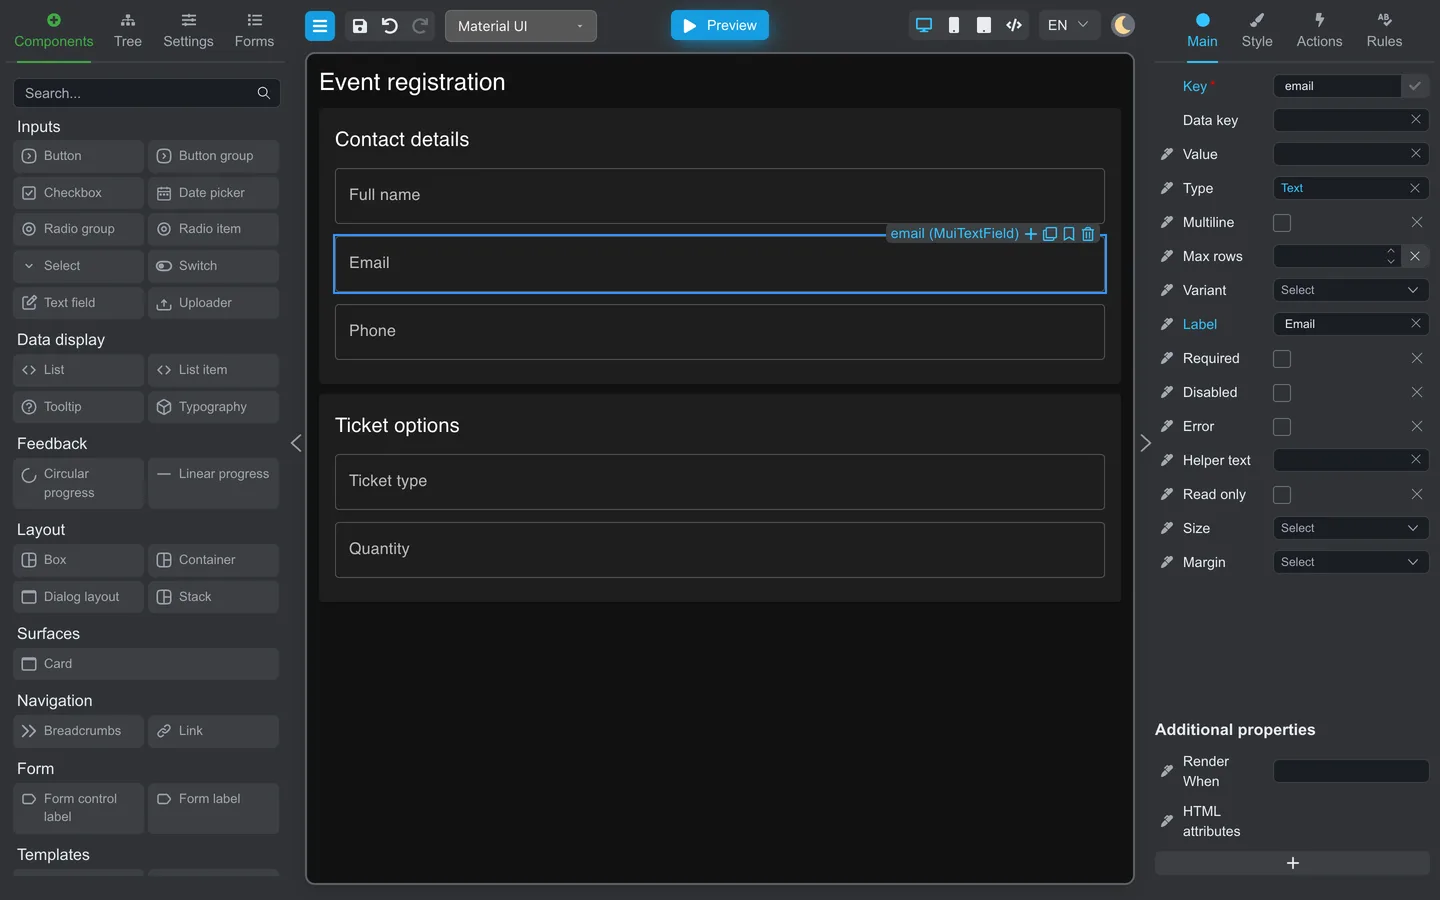 Components
Tree
Settings
Forms
Material UI
Preview
EN
Main
Style
Actions
AB
Rules
Search...
Inputs
Button
Button group
Checkbox
Date picker
Radio group
Radio item
Select
Switch
Text field
Uploader
Data display
List
List item
Tooltip
Typography
Feedback
Circular
progress
Linear progress
Layout
Box
Container
Dialog layout
Stack
Surfaces
Card
Navigation
Breadcrumbs
Link
Form
Form control
label
Form label
Templates
Event registration
Contact details
Full name
email (MuiTextField)
Email
Phone
Ticket options
Ticket type
Quantity
Key*
email
Data key
Value
Type
Text
Multiline
Max rows
Variant
Select
Label
Email
Required
Disabled
Error
Helper text
Read only
Size
Select
Margin
Select
Additional properties
Render
When
HTML
attributes